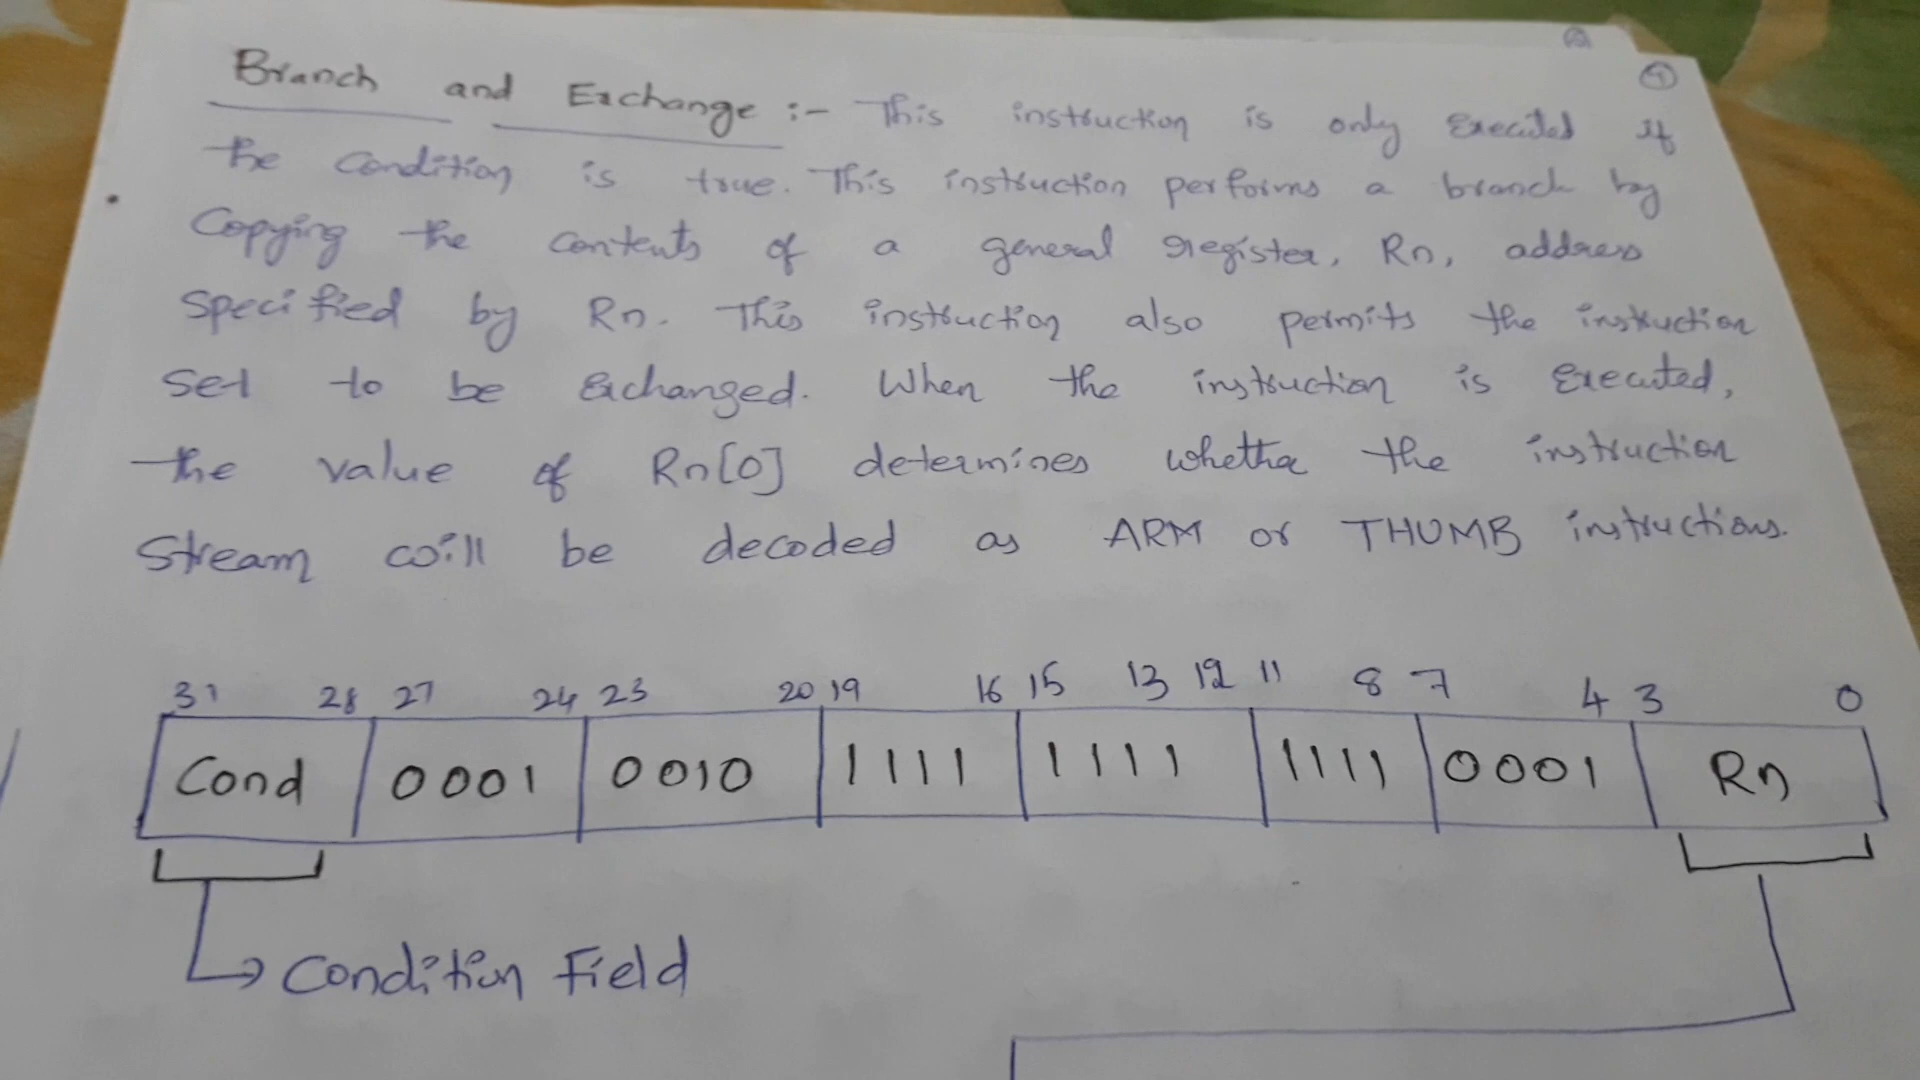 Branch and Exchange :- This instruction is only Executed if
the condition is true. This instruction performs a branch by
Copying the contents of a general register, Rn, address
Specified by Rn. This instruction also permits the instruction
Set to be Exchanged. When the instruction is Executed,
the value of Rn[0] determines whether the instruction
Stream will be decoded as ARM or THUMB instructions.
31 28 27 24 23 20 19 16 15 13 12 11 8 7 4 3 0
Cond 0001 0010 1111 1111 1111 0001 Rn
Condition Field